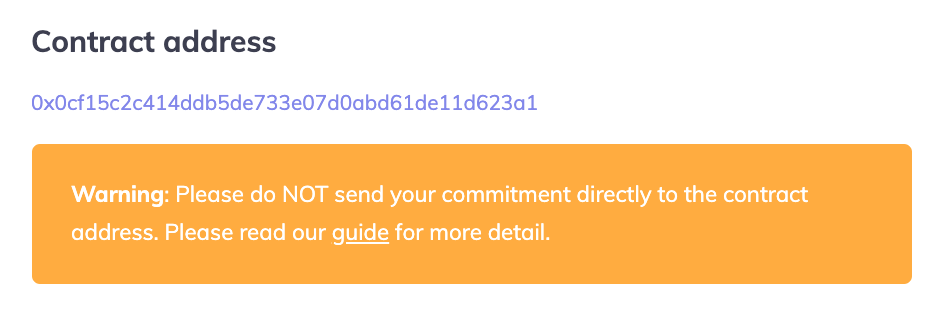 Contract address
0x0cf15c2c414ddb5de733e07d0abd61de11d623a1
Warning: Please do NOT send your commitment directly to the contract
address. Please read our guide for more detail.